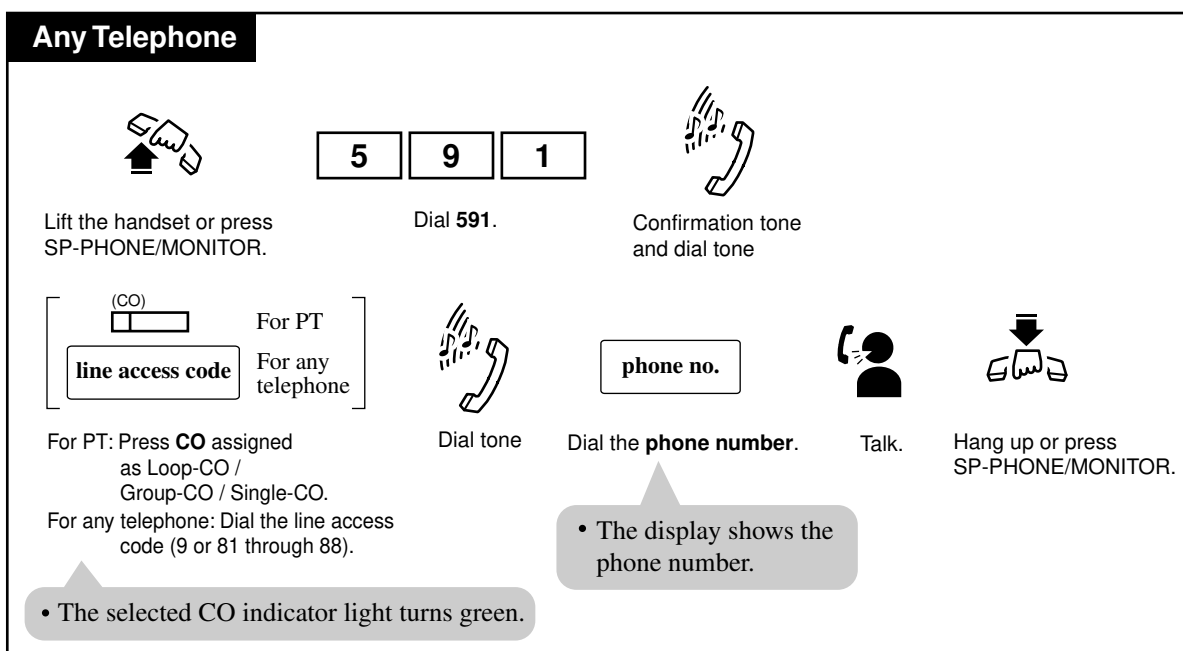 Any Telephone
5 9 1
Lift the handset or press
SP-PHONE/MONITOR.
Dial 591.
Confirmation tone
and dial tone
(CO)
For PT
line access code
For any
telephone
phone no.
For PT: Press CO assigned
as Loop-CO /
Group-CO / Single-CO.
For any telephone: Dial the line access
code (9 or 81 through 88).
Dial tone
Dial the phone number.
Talk.
Hang up or press
SP-PHONE/MONITOR.
• The display shows the
phone number.
• The selected CO indicator light turns green.